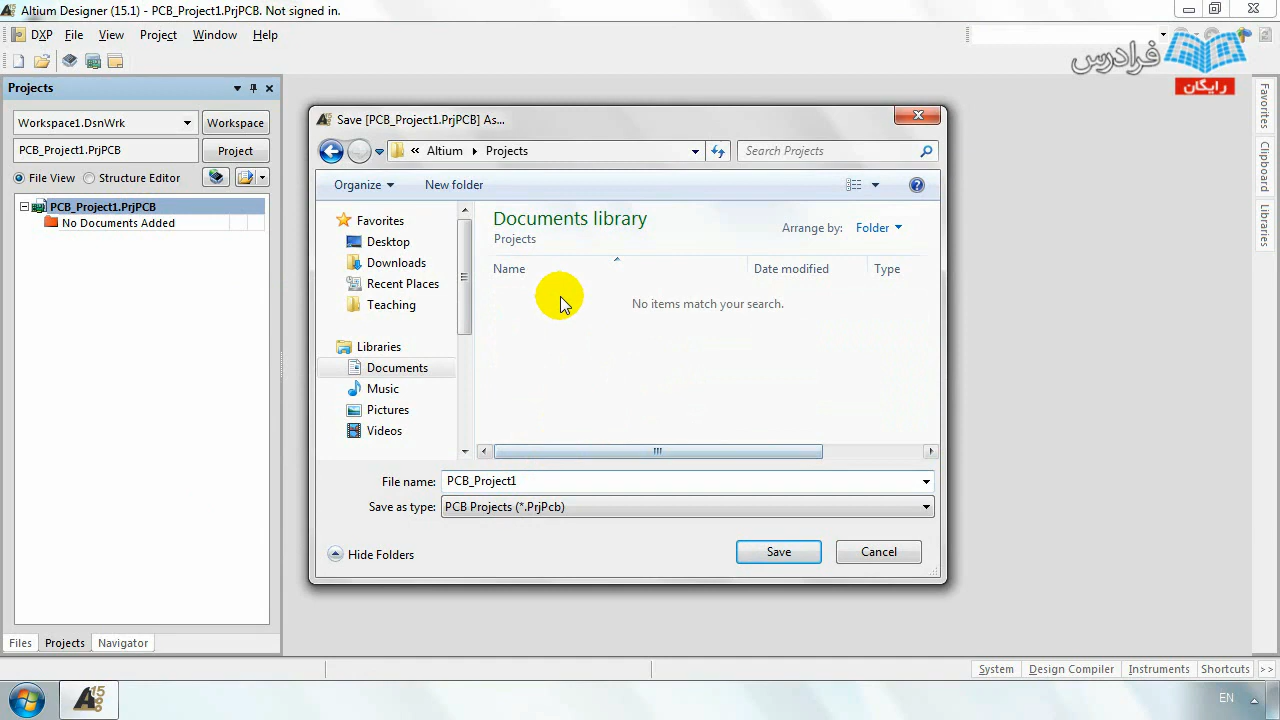 Altium Designer (15.1) - PCB_Project1.PrjPCB. Not signed in.
DXP File View Project Window Help
فرادرس
رایگان
Projects
Workspace1.DsnWrk Workspace
PCB_Project1.PrjPCB Project
File View Structure Editor
PCB_Project1.PrjPCB
No Documents Added
Save [PCB_Project1.PrjPCB] As...
« Altium Projects Search Projects
Organize New folder
Favorites
Desktop
Downloads
Recent Places
Teaching
Libraries
Documents
Music
Pictures
Videos
Documents library
Projects
Arrange by: Folder
Name Date modified Type
No items match your search.
File name: PCB_Project1
Save as type: PCB Projects (*.PrjPcb)
Hide Folders Save Cancel
Favorites
Clipboard
Libraries
Files Projects Navigator
System Design Compiler Instruments Shortcuts >>
A15
EN